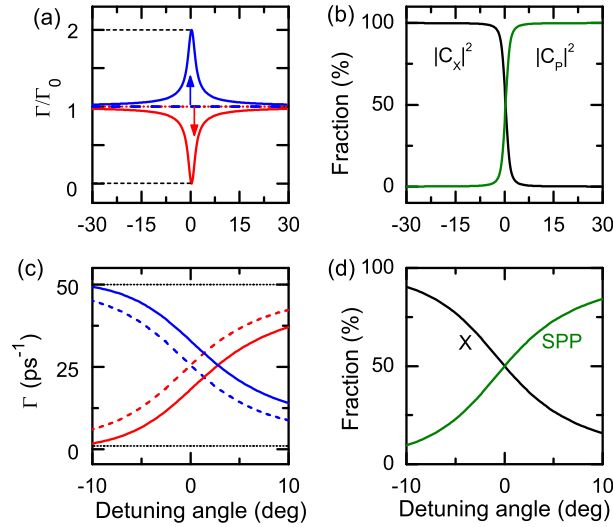 (a)
Γ/Γ0
2
1
0
-30 -15 0 15 30
(b)
Fraction (%)
100
50
0
|CX|2
|CP|2
-30 -15 0 15 30
(c)
Γ (ps-1)
50
25
0
-10 0 10
Detuning angle (deg)
(d)
Fraction (%)
100
50
0
X
SPP
-10 0 10
Detuning angle (deg)